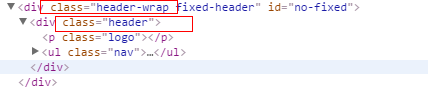 ▼<div class="header-wrap fixed-header" id="no-fixed">
▼<div class="header">
<p class="logo"></p>
▶<ul class="nav">…</ul>
</div>
</div>